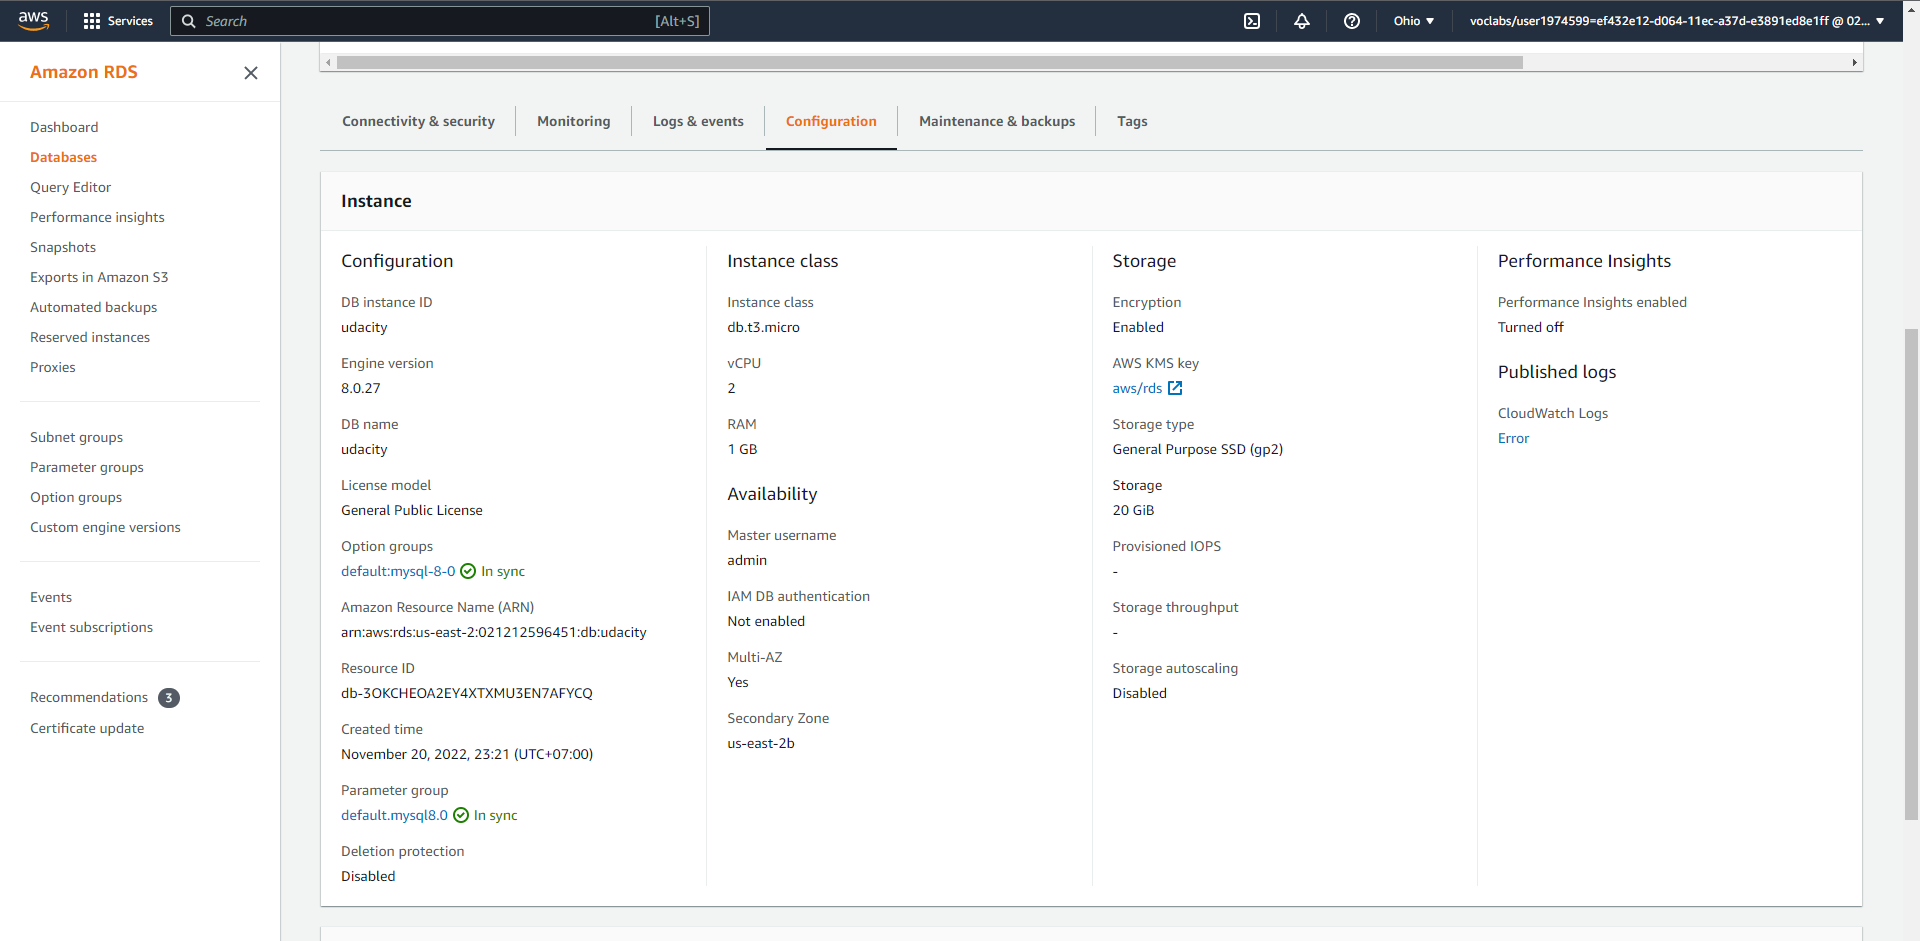 aws
Services
Search
[Alt+S]
Ohio
voclabs/user1974599=ef432e12-d064-11ec-a37d-e3891ed8e1ff @ 02...
Amazon RDS
Dashboard
Databases
Query Editor
Performance insights
Snapshots
Exports in Amazon S3
Automated backups
Reserved instances
Proxies
Subnet groups
Parameter groups
Option groups
Custom engine versions
Events
Event subscriptions
Recommendations 3
Certificate update
Connectivity & security
Monitoring
Logs & events
Configuration
Maintenance & backups
Tags
Instance
Configuration
DB instance ID
udacity
Engine version
8.0.27
DB name
udacity
License model
General Public License
Option groups
default:mysql-8-0 In sync
Amazon Resource Name (ARN)
arn:aws:rds:us-east-2:021212596451:db:udacity
Resource ID
db-3OKCHEOA2EY4XTXMU3EN7AFYCQ
Created time
November 20, 2022, 23:21 (UTC+07:00)
Parameter group
default.mysql8.0 In sync
Deletion protection
Disabled
Instance class
Instance class
db.t3.micro
vCPU
2
RAM
1 GB
Availability
Master username
admin
IAM DB authentication
Not enabled
Multi-AZ
Yes
Secondary Zone
us-east-2b
Storage
Encryption
Enabled
AWS KMS key
aws/rds
Storage type
General Purpose SSD (gp2)
Storage
20 GiB
Provisioned IOPS
-
Storage throughput
-
Storage autoscaling
Disabled
Performance Insights
Performance Insights enabled
Turned off
Published logs
CloudWatch Logs
Error